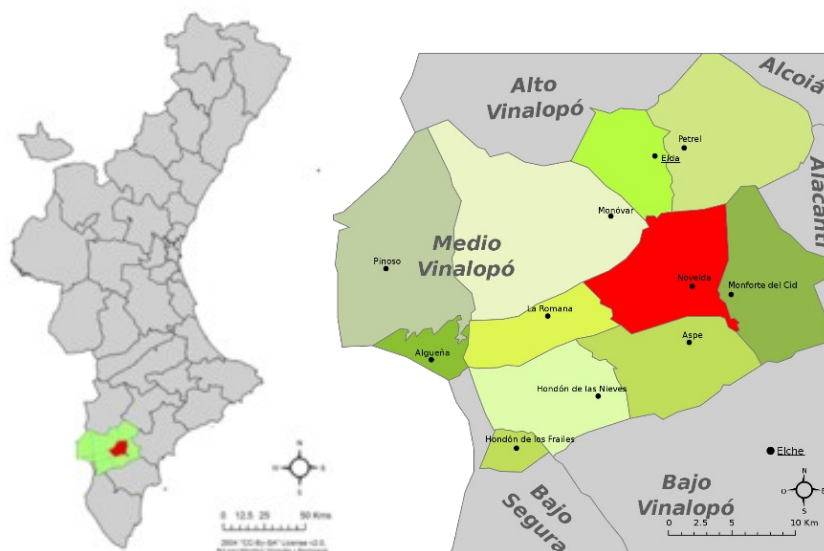 N
E
S
0 12.5 25 50 Kms
Alto
Vinalopó
Alcoiá
Petrel
Elda
Alacantí
Monóvar
Medio
Vinalopó
Pinoso
Novelda
Monforte del Cid
La Romana
Aspe
Algueña
Hondón de las Nieves
Hondón de los Frailes
Elche
Bajo
Segura
Bajo
Vinalopó
N
S
0 2.5 5 10 Km